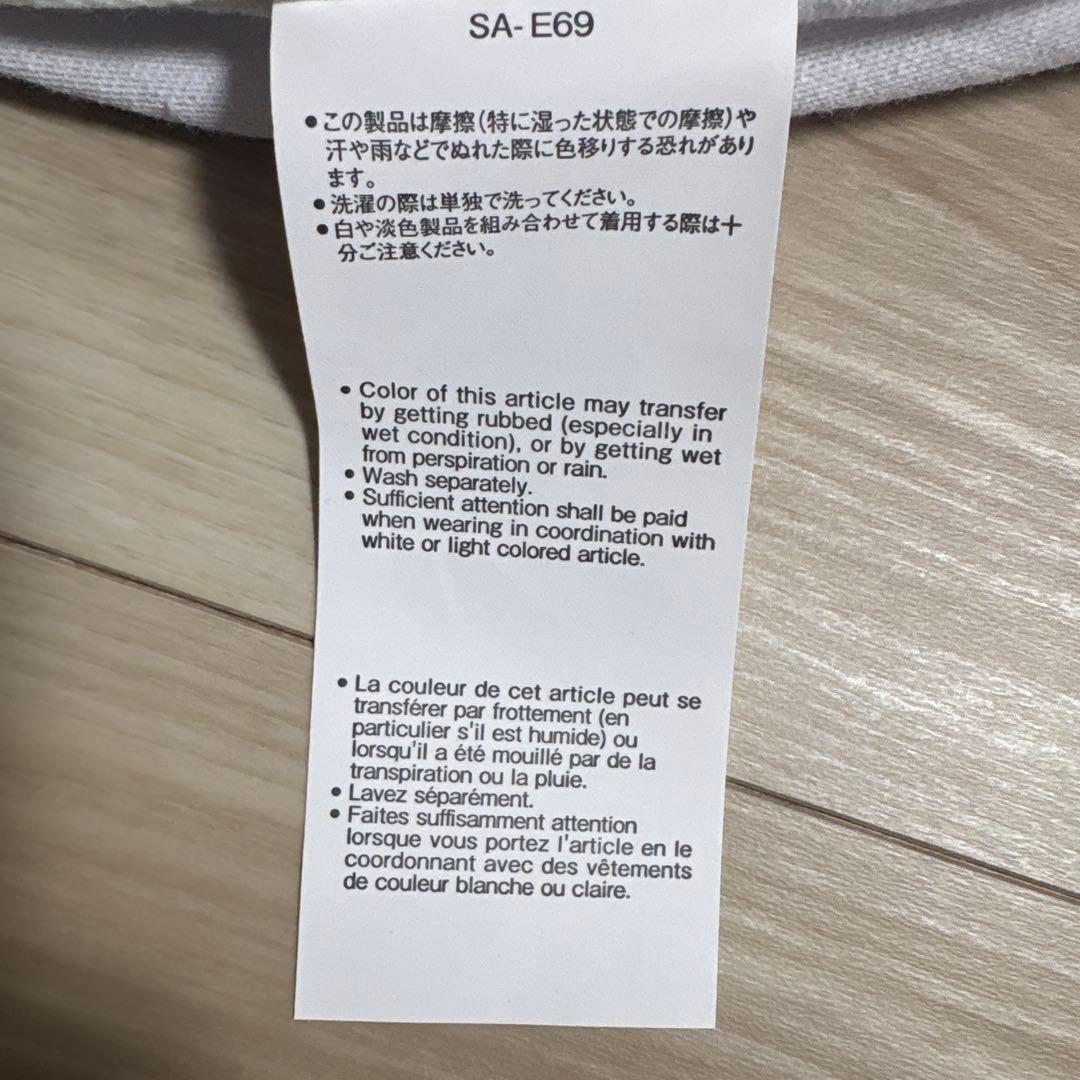 SA-E69
●この製品は摩擦(特に湿った状態での摩擦)や
汗や雨などでぬれた際に色移りする恐れがあり
ます。
●洗濯の際は単独で洗ってください。
●白や淡色製品を組み合わせて着用する際は十
分ご注意ください。
● Color of this article may transfer
by getting rubbed (especially in
wet condition), or by getting wet
from perspiration or rain.
● Wash separately.
● Sufficient attention shall be paid
when wearing in coordination with
white or light colored article.
● La couleur de cet article peut se
transférer par frottement (en
particulier s'il est humide) ou
lorsqu'il a été mouillé par de la
transpiration ou la pluie.
● Lavez séparément.
● Faites suffisamment attention
lorsque vous portez l'article en le
coordonnant avec des vêtements
de couleur blanche ou claire.